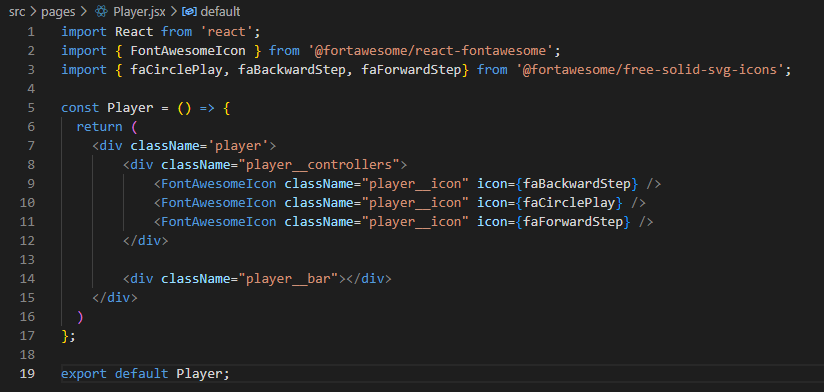 src > pages > Player.jsx > default
1 import React from 'react';
2 import { FontAwesomeIcon } from '@fortawesome/react-fontawesome';
3 import { faCirclePlay, faBackwardStep, faForwardStep} from '@fortawesome/free-solid-svg-icons';
4
5 const Player = () => {
6   return (
7     <div className='player'>
8         <div className="player__controllers">
9             <FontAwesomeIcon className="player__icon" icon={faBackwardStep} />
10             <FontAwesomeIcon className="player__icon" icon={faCirclePlay} />
11             <FontAwesomeIcon className="player__icon" icon={faForwardStep} />
12         </div>
13
14         <div className="player__bar"></div>
15     </div>
16   )
17 };
18
19 export default Player;